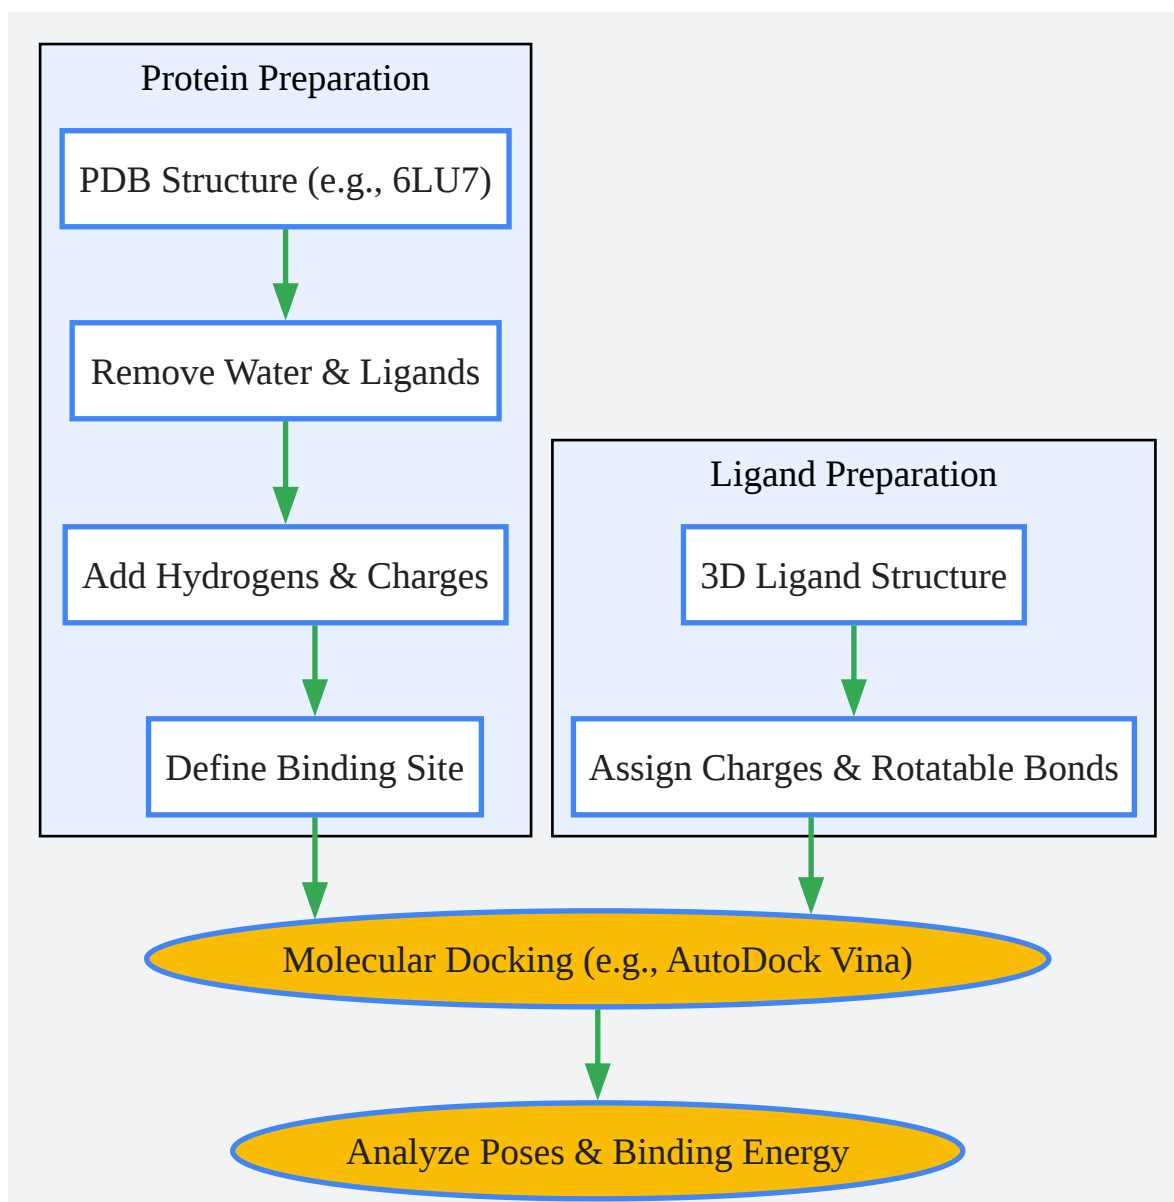 Protein Preparation
PDB Structure (e.g., 6LU7)
Remove Water & Ligands
Add Hydrogens & Charges
Define Binding Site
Ligand Preparation
3D Ligand Structure
Assign Charges & Rotatable Bonds
Molecular Docking (e.g., AutoDock Vina)
Analyze Poses & Binding Energy